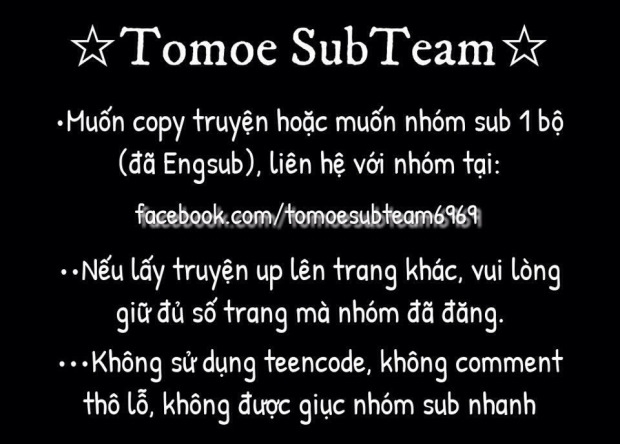 ☆Tomoe SubTeam☆
•Muốn copy truyện hoặc muốn nhóm sub 1 bộ
(đã Engsub), liên hệ với nhóm tại:
facebook.com/tomoesubteam6969
••Nếu lấy truyện up lên trang khác, vui lòng
giữ đủ số trang mà nhóm đã đăng.
•••Không sử dụng teencode, không comment
thô lỗ, không được giục nhóm sub nhanh